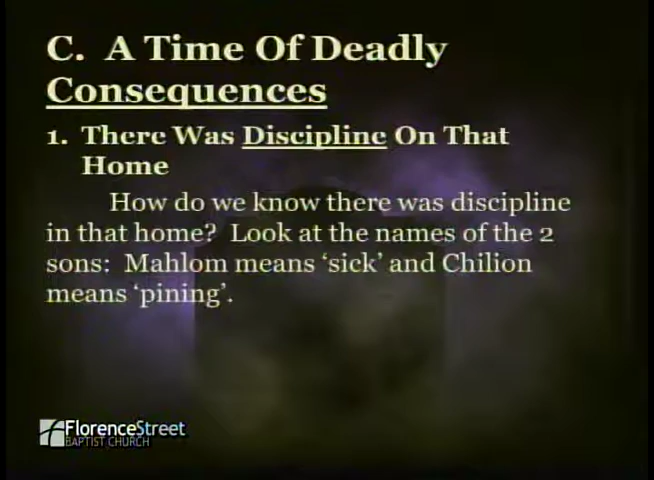 C. A Time Of Deadly
Consequences
1. There Was Discipline On That
Home
How do we know there was discipline
in that home? Look at the names of the 2
sons: Mahlom means ‘sick’ and Chilion
means ‘pining’.
FlorenceStreet
BAPTIST CHURCH